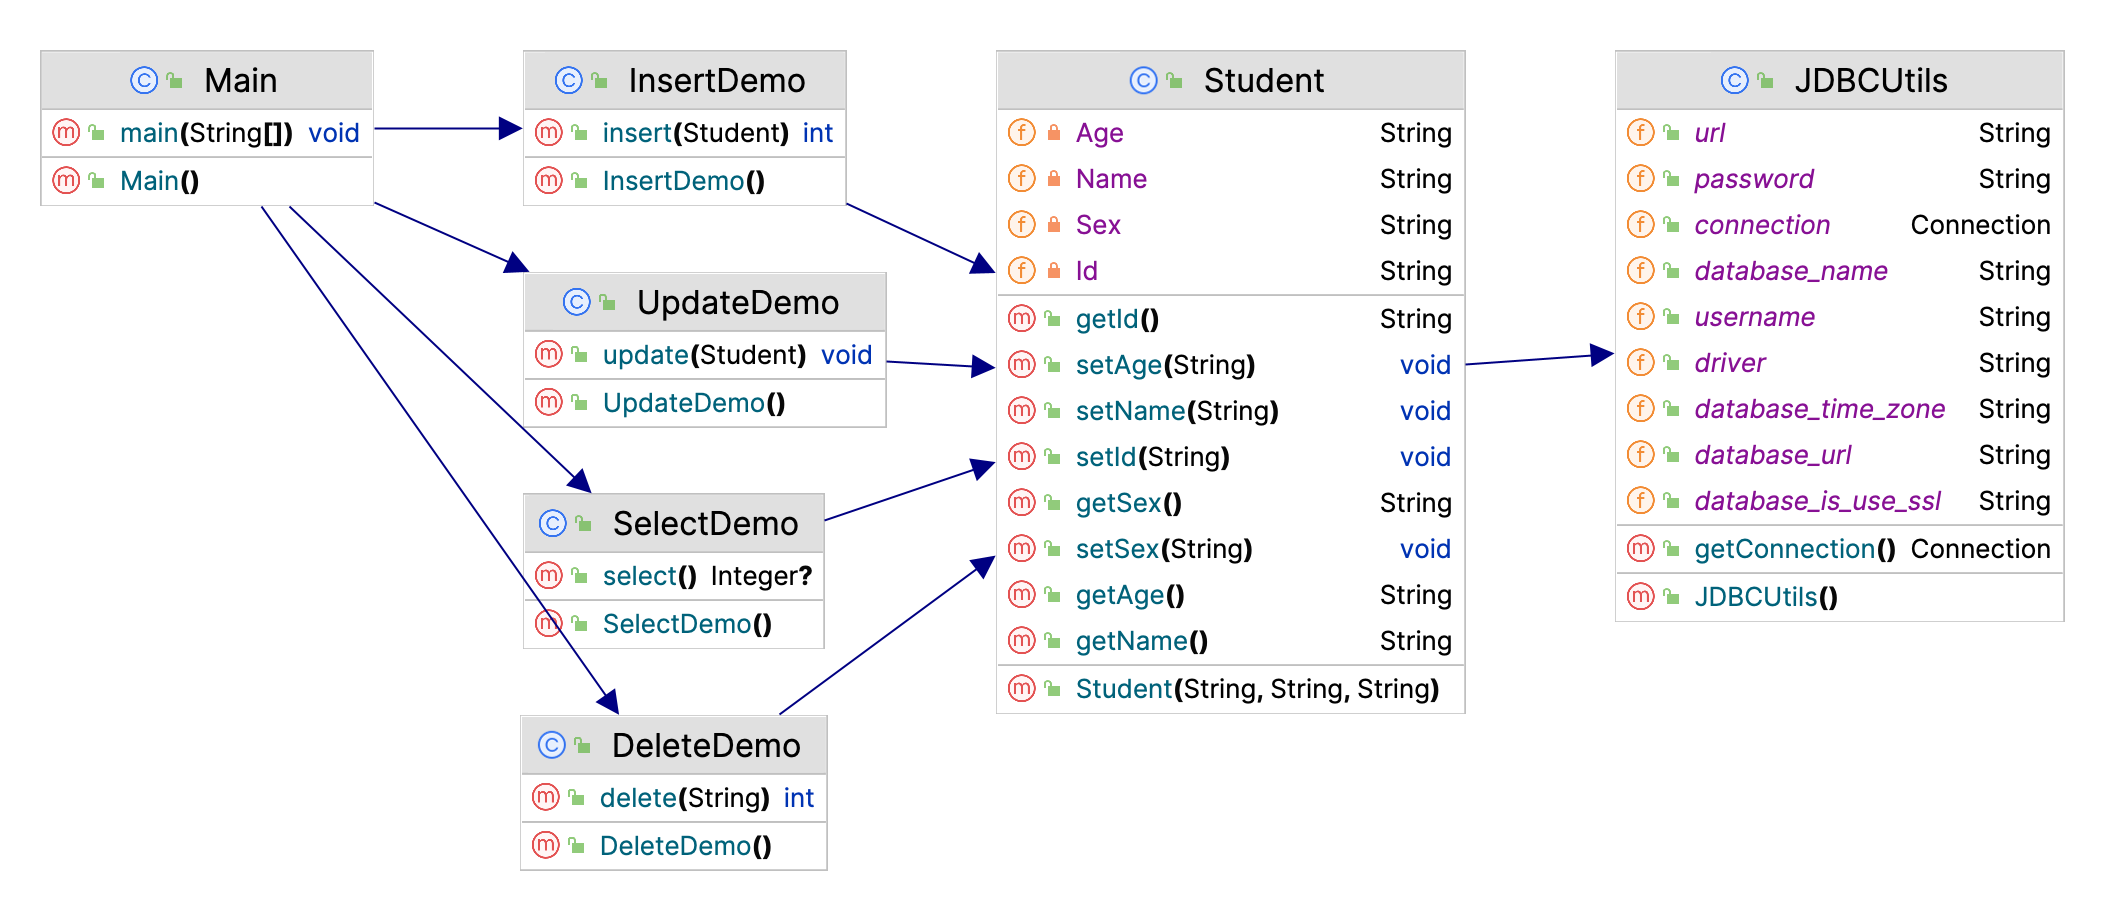 Main
main(String[]) void
Main()
InsertDemo
insert(Student) int
InsertDemo()
UpdateDemo
update(Student) void
UpdateDemo()
SelectDemo
select() Integer?
SelectDemo()
DeleteDemo
delete(String) int
DeleteDemo()
Student
Age String
Name String
Sex String
Id String
getId() String
setAge(String) void
setName(String) void
setId(String) void
getSex() String
setSex(String) void
getAge() String
getName() String
Student(String, String, String)
JDBCUtils
url String
password String
connection Connection
database_name String
username String
driver String
database_time_zone String
database_url String
database_is_use_ssl String
getConnection() Connection
JDBCUtils()